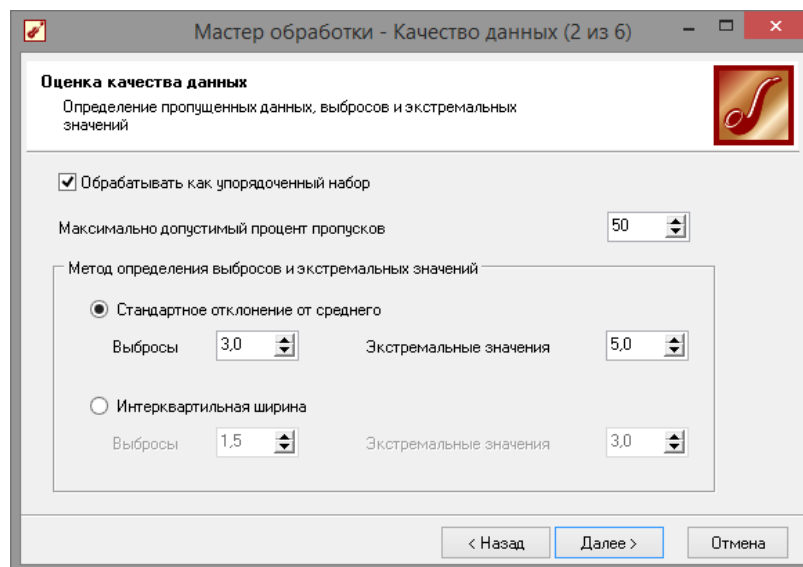 Мастер обработки - Качество данных (2 из 6)
Оценка качества данных
Определение пропущенных данных, выбросов и экстремальных
значений
Обрабатывать как упорядоченный набор
Максимально допустимый процент пропусков 50
Метод определения выбросов и экстремальных значений
Стандартное отклонение от среднего
Выбросы 3,0 Экстремальные значения 5,0
Интерквартильная ширина
Выбросы 1,5 Экстремальные значения 3,0
< Назад Далее > Отмена